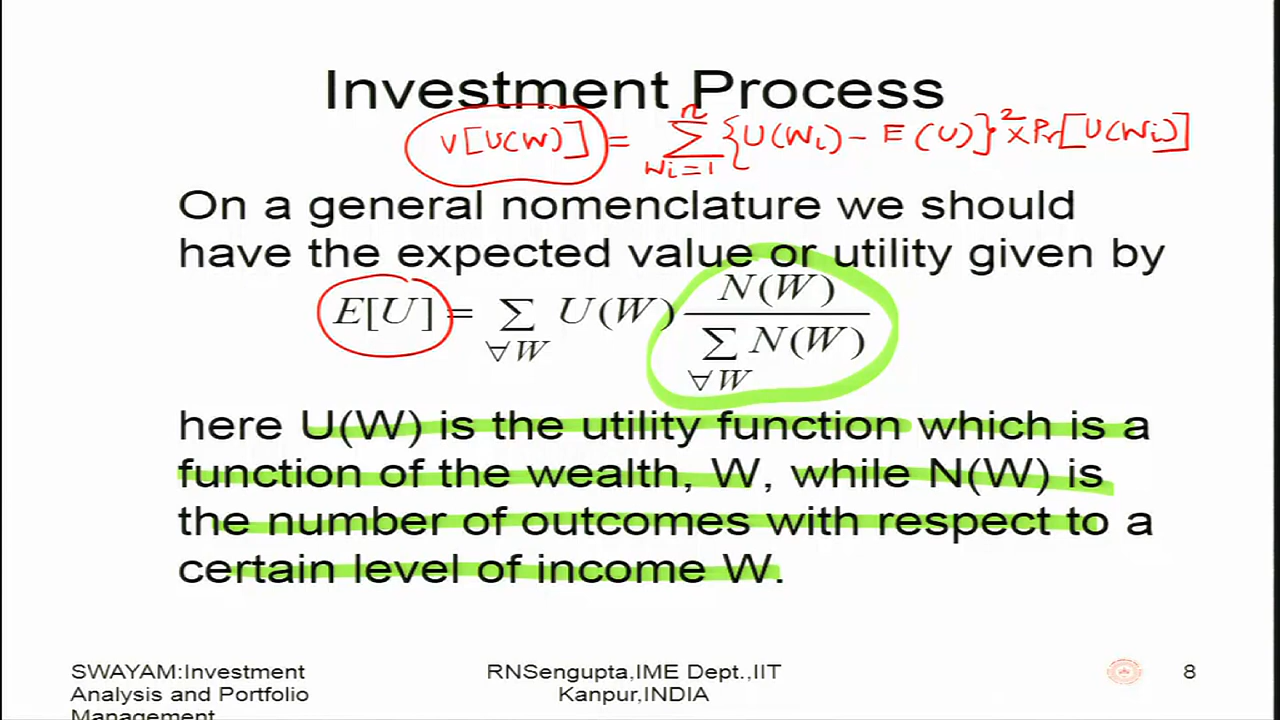 Investment Process
V[U(W)] = n∑Wi=1 {U(Wi) - E(U)}² x Pr[U(Wi)]
On a general nomenclature we should
have the expected value or utility given by
E[U] = ∑∀W U(W) N(W) / ∑∀W N(W)
here U(W) is the utility function which is a
function of the wealth, W, while N(W) is
the number of outcomes with respect to a
certain level of income W.
SWAYAM:Investment
Analysis and Portfolio
Management
RNSengupta,IME Dept.,IIT
Kanpur,INDIA
8